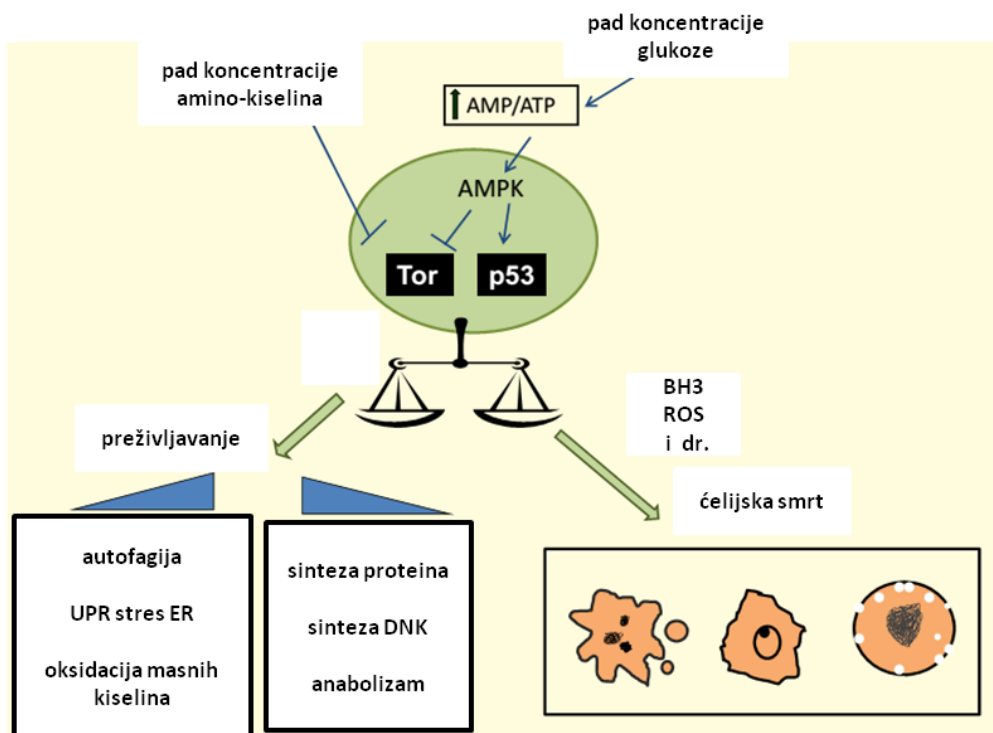 pad koncentracije
glukoze
pad koncentracije
amino-kiselina
AMP/ATP
AMPK
Tor
p53
BH3
ROS
i dr.
preživljavanje
ćelijska smrt
autofagija
UPR stres ER
oksidacija masnih
kiselina
sinteza proteina
sinteza DNK
anabolizam